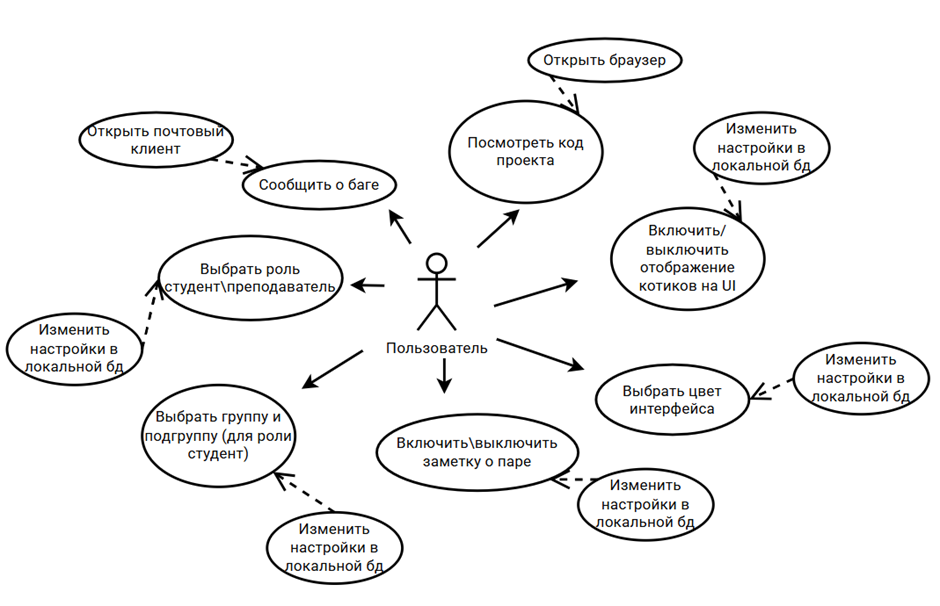 Открыть браузер
Открыть почтовый
клиент
Сообщить о баге
Посмотреть код
проекта
Изменить
настройки в
локальной бд
Включить/
выключить
отображение
котиков на UI
Выбрать роль
студент\преподаватель
Изменить
настройки в
локальной бд
Пользователь
Выбрать цвет
интерфейса
Изменить
настройки в
локальной бд
Выбрать группу и
подгруппу (для роли
студент)
Включить\выключить
заметку о паре
Изменить
настройки в
локальной бд
Изменить
настройки в
локальной бд